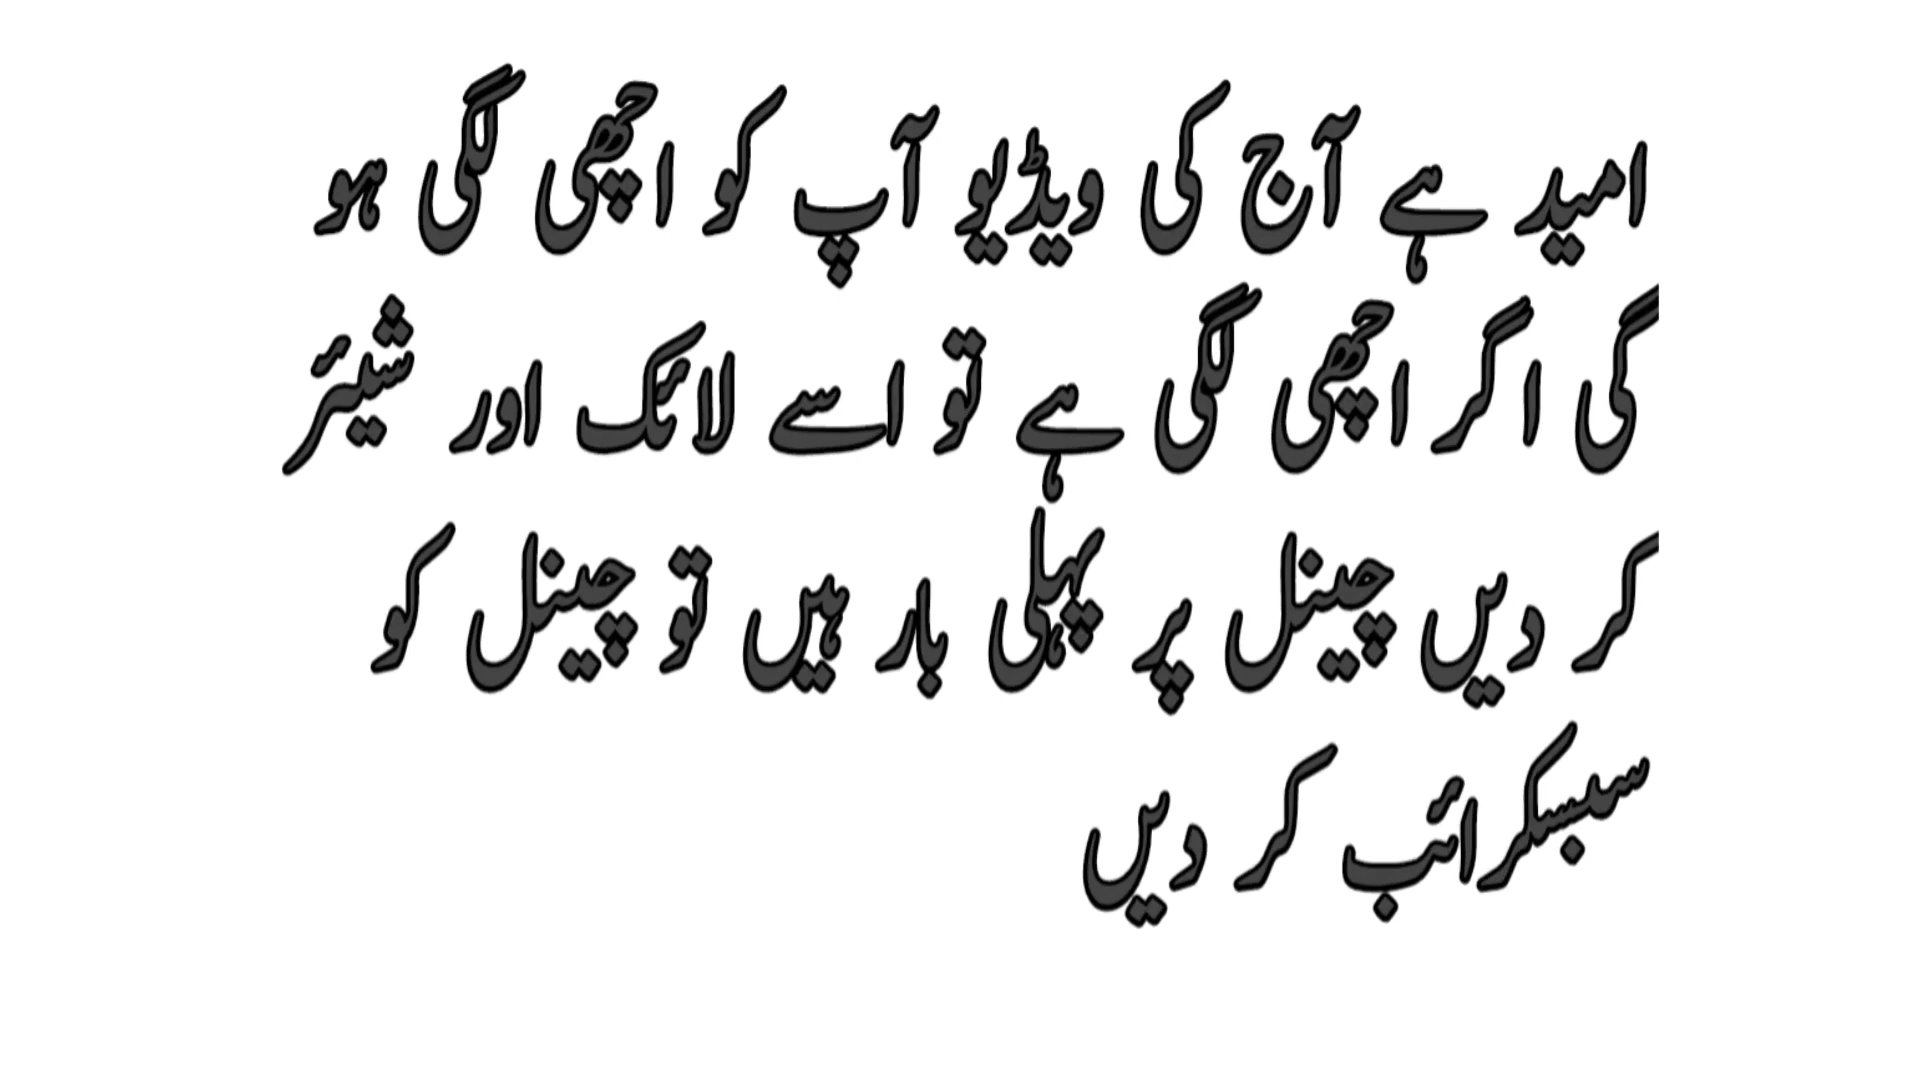 امید ہے آج کی ویڈیو آپ کو اچھی لگی ہو
گی اگر اچھی لگی ہے تو اسے لائک اور شیئر
کر دیں چینل پر پہلی بار ہیں تو چینل کو
سبسکرائب کر دیں